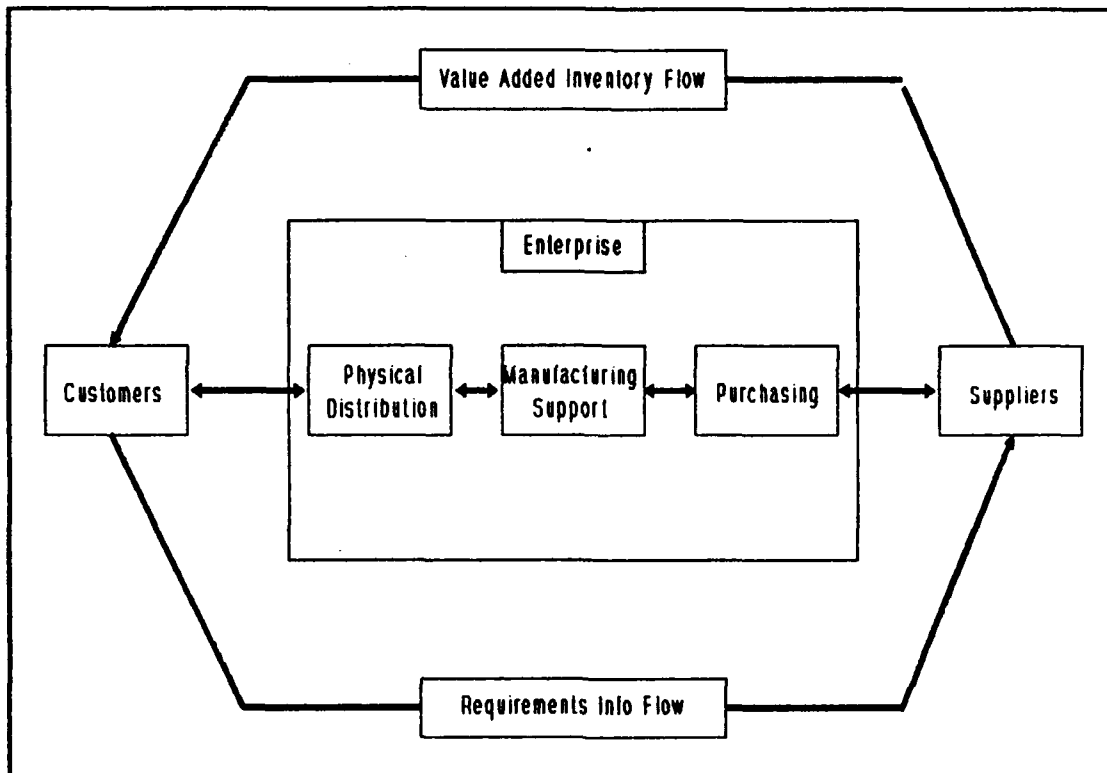 Value Added Inventory Flow
Enterprise
Customers
Physical
Distribution
Manufacturing
Support
Purchasing
Suppliers
Requirements Info Flow